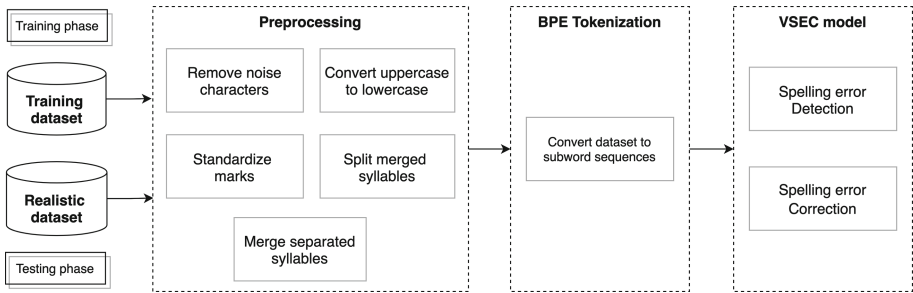 Training phase
Training
dataset
Realistic
dataset
Testing phase
Preprocessing
Remove noise
characters
Convert uppercase
to lowercase
Standardize
marks
Split merged
syllables
Merge separated
syllables
BPE Tokenization
Convert dataset to
subword sequences
VSEC model
Spelling error
Detection
Spelling error
Correction